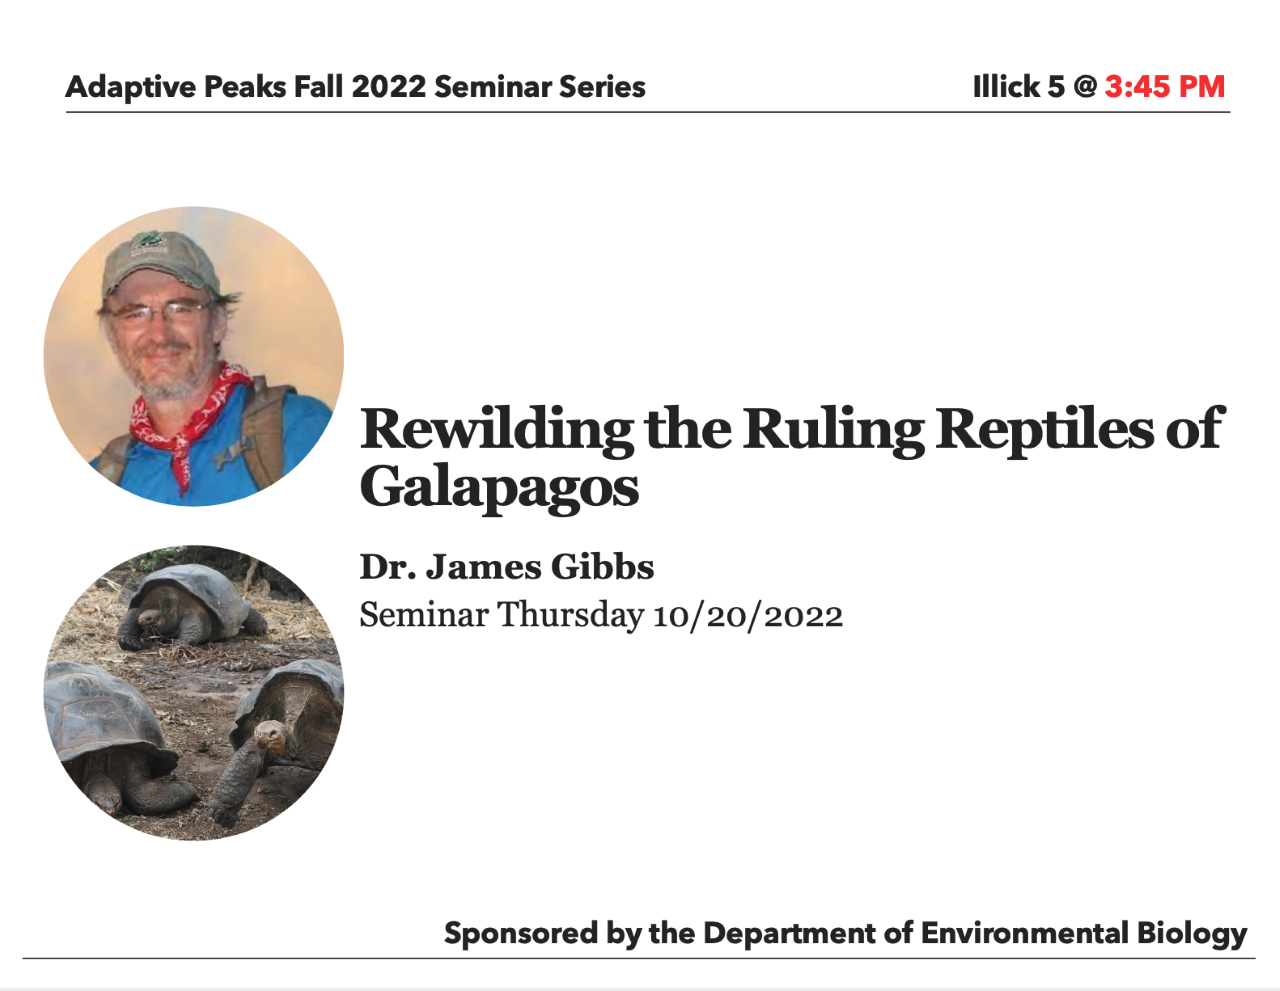 Adaptive Peaks Fall 2022 Seminar Series
Illick 5 @ 3:45 PM
Rewilding the Ruling Reptiles of
Galapagos
Dr. James Gibbs
Seminar Thursday 10/20/2022
Sponsored by the Department of Environmental Biology